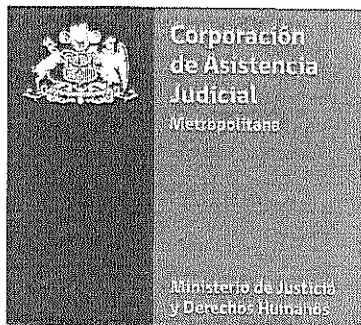 Corporación
de Asistencia
Judicial
Metropolitana
Ministerio de Justicia
y Derechos Humanos